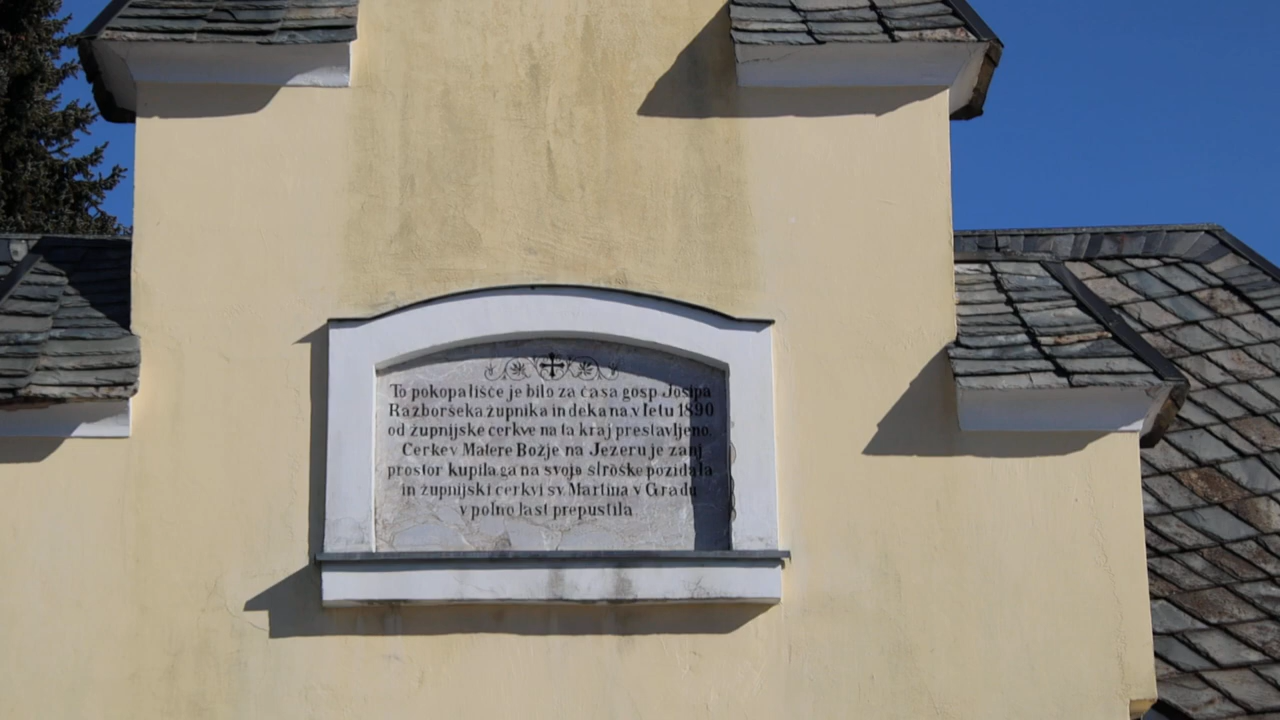 To pokopališče je bilo za časa gosp Josipa
Razboršeka župnika in dekana v letu 1890
od župnijske cerkve na ta kraj prestavljeno.
Cerkev Matere Božje na Jezeru je zanj
prostor kupila ga na svoje stroške pozidala
in župnijski cerkvi sv. Martina v Gradu
v polno last prepustila